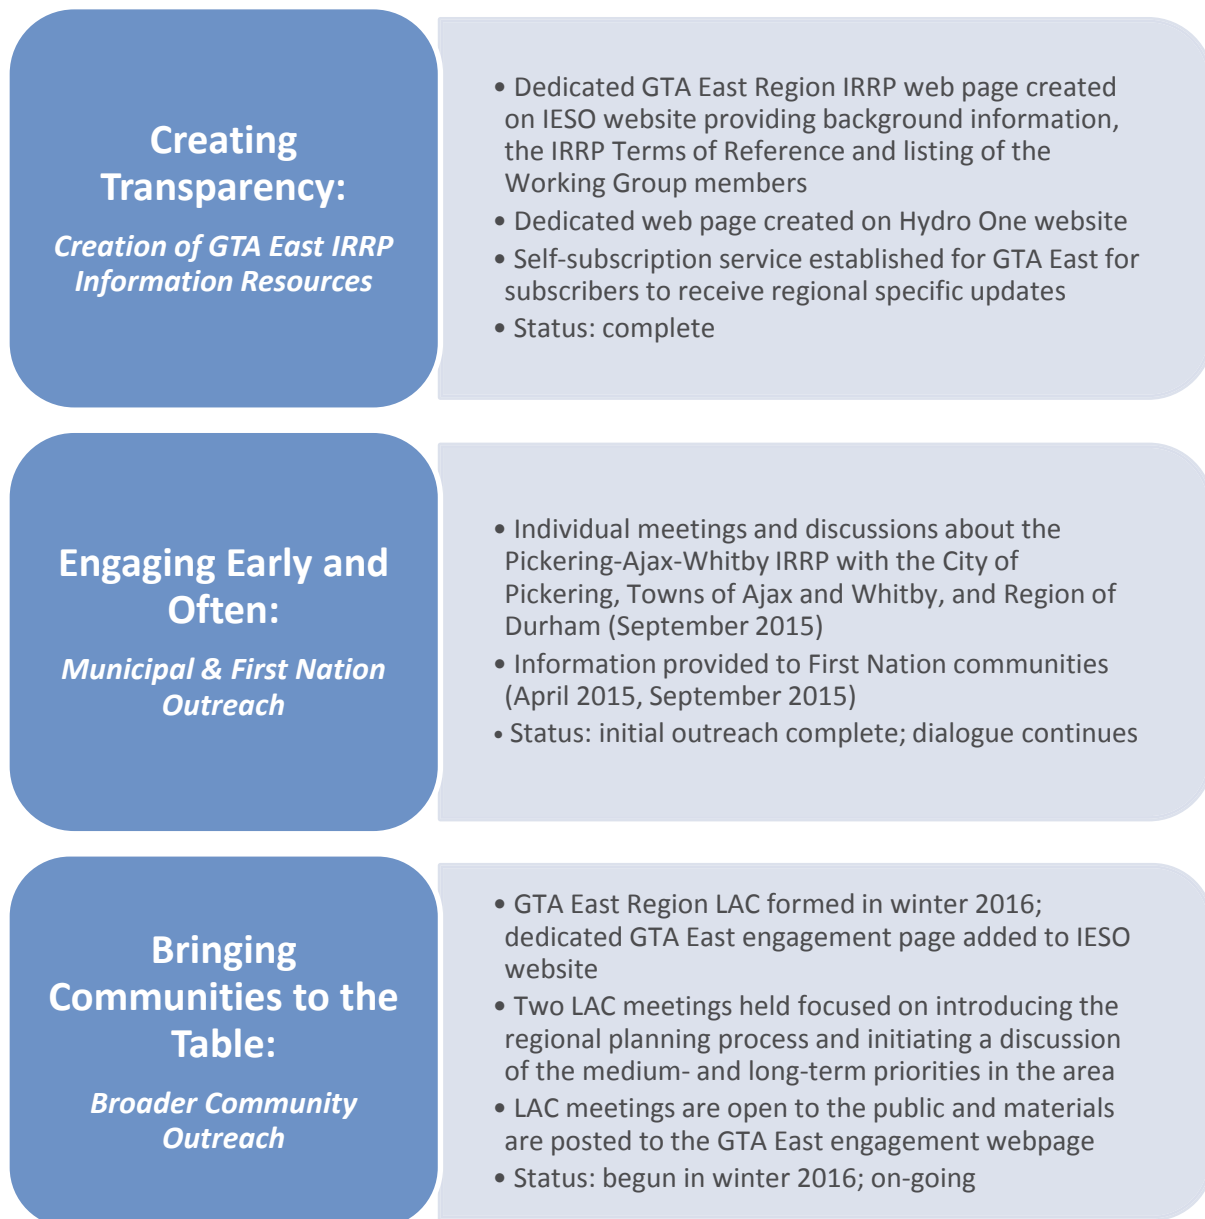 Creating
Transparency:
Creation of GTA East IRRP
Information Resources
• Dedicated GTA East Region IRRP web page created
on IESO website providing background information,
the IRRP Terms of Reference and listing of the
Working Group members
• Dedicated web page created on Hydro One website
• Self-subscription service established for GTA East for
subscribers to receive regional specific updates
• Status: complete
Engaging Early and
Often:
Municipal & First Nation
Outreach
• Individual meetings and discussions about the
Pickering-Ajax-Whitby IRRP with the City of
Pickering, Towns of Ajax and Whitby, and Region of
Durham (September 2015)
• Information provided to First Nation communities
(April 2015, September 2015)
• Status: initial outreach complete; dialogue continues
Bringing
Communities to the
Table:
Broader Community
Outreach
• GTA East Region LAC formed in winter 2016;
dedicated GTA East engagement page added to IESO
website
• Two LAC meetings held focused on introducing the
regional planning process and initiating a discussion
of the medium- and long-term priorities in the area
• LAC meetings are open to the public and materials
are posted to the GTA East engagement webpage
• Status: begun in winter 2016; on-going